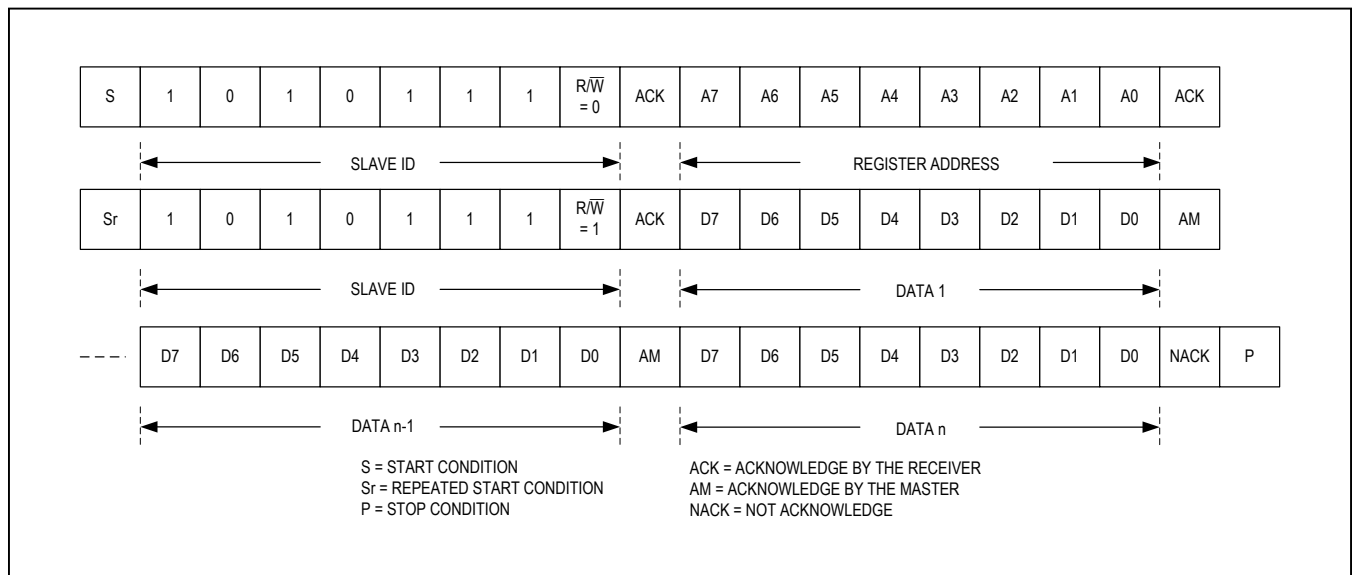 S 1 0 1 0 1 1 1 R/W̅ = 0 ACK A7 A6 A5 A4 A3 A2 A1 A0 ACK
SLAVE ID REGISTER ADDRESS
Sr 1 0 1 0 1 1 1 R/W̅ = 1 ACK D7 D6 D5 D4 D3 D2 D1 D0 AM
SLAVE ID DATA 1
D7 D6 D5 D4 D3 D2 D1 D0 AM D7 D6 D5 D4 D3 D2 D1 D0 NACK P
DATA n-1 DATA n
S = START CONDITION
Sr = REPEATED START CONDITION
P = STOP CONDITION
ACK = ACKNOWLEDGE BY THE RECEIVER
AM = ACKNOWLEDGE BY THE MASTER
NACK = NOT ACKNOWLEDGE